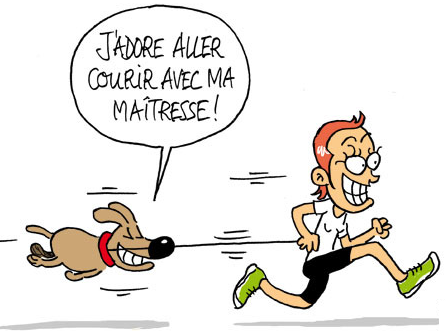 J'ADORE ALLER
COURIR AVEC MA
MAÎTRESSE !